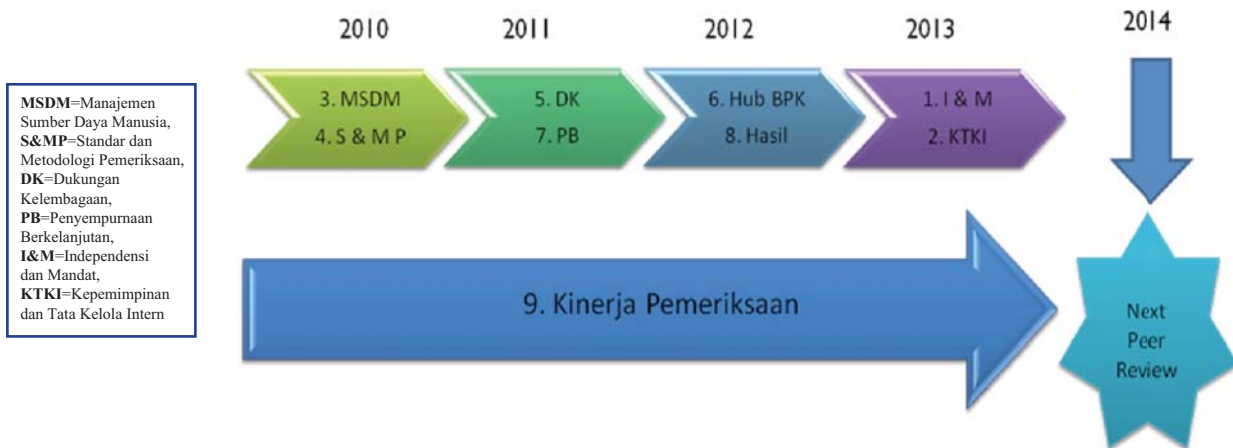 2010
2011
2012
2013
2014
MSDM=Manajemen
Sumber Daya Manusia,
S&MP=Standar dan
Metodologi Pemeriksaan,
DK=Dukungan
Kelembagaan,
PB=Penyempurnaan
Berkelanjutan,
I&M=Independensi
dan Mandat,
KTKI=Kepemimpinan
dan Tata Kelola Intern
3. MSDM
4. S & M P
5. DK
7. PB
6. Hub BPK
8. Hasil
1. I & M
2. KTKI
9. Kinerja Pemeriksaan
Next
Peer
Review